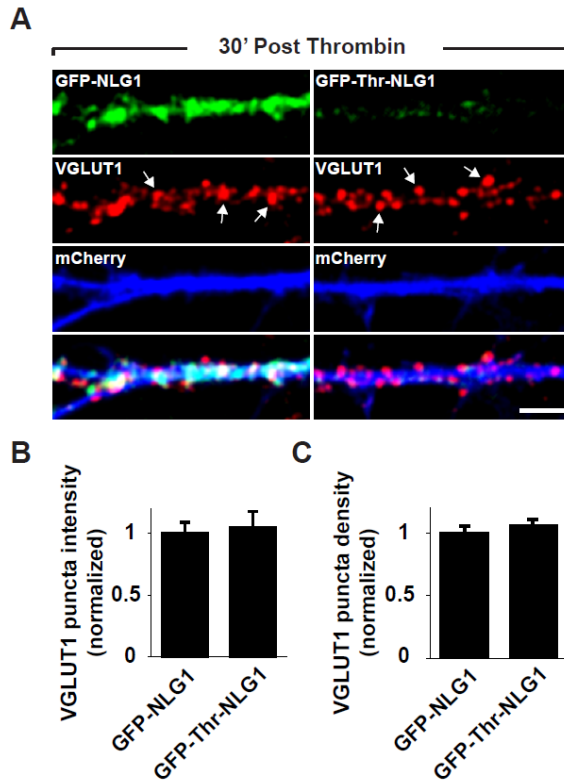 A
30' Post Thrombin
GFP-NLG1
GFP-Thr-NLG1
VGLUT1
VGLUT1
mCherry
mCherry
B
VGLUT1 puncta intensity
(normalized)
1
0.5
0
GFP-NLG1
GFP-Thr-NLG1
C
VGLUT1 puncta density
(normalized)
1
0.5
0
GFP-NLG1
GFP-Thr-NLG1